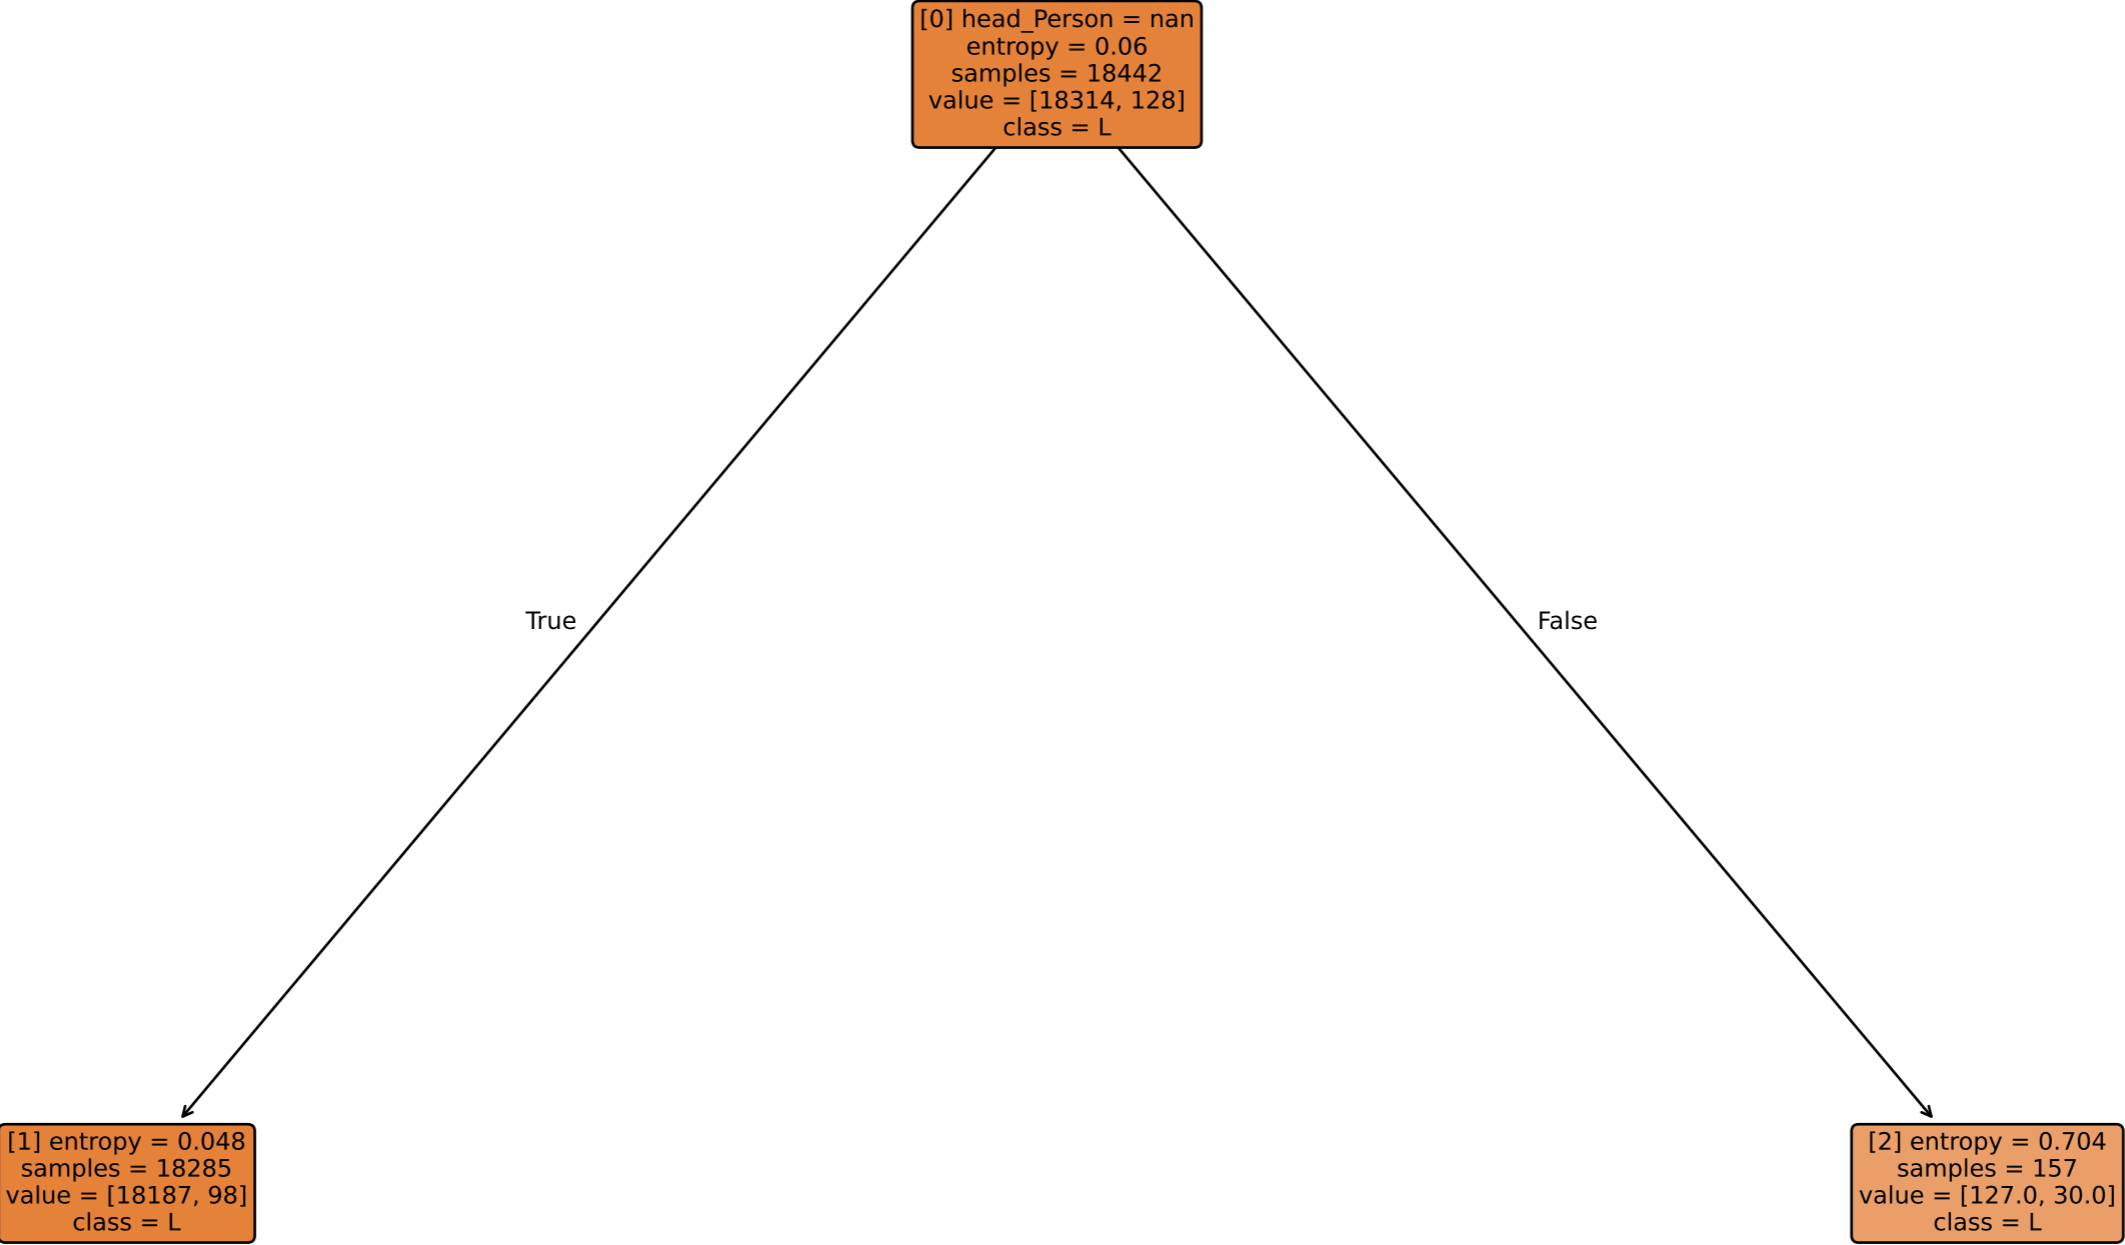 [0] head_Person = nan
entropy = 0.06
samples = 18442
value = [18314, 128]
class = L
True
False
[1] entropy = 0.048
samples = 18285
value = [18187, 98]
class = L
[2] entropy = 0.704
samples = 157
value = [127.0, 30.0]
class = L